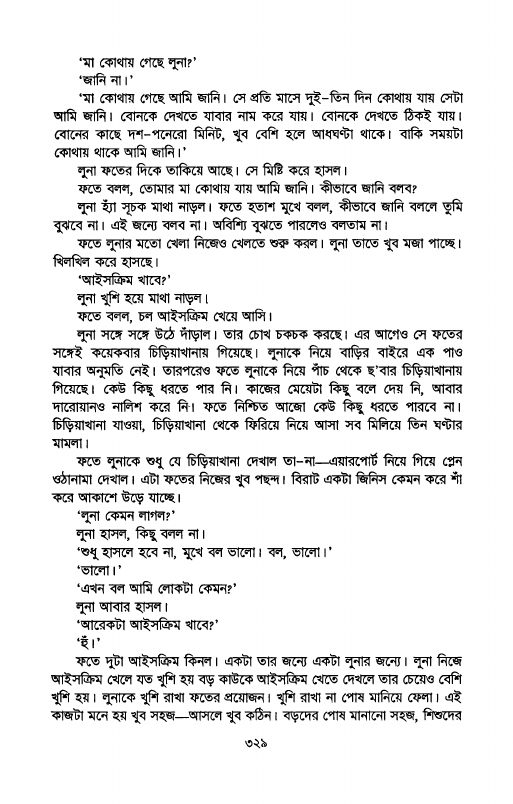 ‘মা কোথায় গেছে লুনা?’
‘জানি না।’
‘মা কোথায় গেছে আমি জানি। সে প্রতি মাসে দুই–তিন দিন কোথায় যায় সেটা
আমি জানি। বোনকে দেখতে যাবার নাম করে যায়। বোনকে দেখতে ঠিকই যায়।
বোনের কাছে দশ–পনেরো মিনিট, খুব বেশি হলে আধঘণ্টা থাকে। বাকি সময়টা
কোথায় থাকে আমি জানি।’
লুনা ফতের দিকে তাকিয়ে আছে। সে মিষ্টি করে হাসল।
ফতে বলল, তোমার মা কোথায় যায় আমি জানি। কীভাবে জানি বলব?
লুনা হ্যাঁ সূচক মাথা নাড়ল। ফতে হতাশ মুখে বলল, কীভাবে জানি বললে তুমি
বুঝবে না। এই জন্যে বলব না। অবিশ্যি বুঝতে পারলেও বলতাম না।
ফতে লুনার মতো খেলা নিজেও খেলতে শুরু করল। লুনা তাতে খুব মজা পাচ্ছে।
খিলখিল করে হাসছে।
‘আইসক্রিম খাবে?’
লুনা খুশি হয়ে মাথা নাড়ল।
ফতে বলল, চল আইসক্রিম খেয়ে আসি।
লুনা সঙ্গে সঙ্গে উঠে দাঁড়াল। তার চোখ চকচক করছে। এর আগেও সে ফতের
সঙ্গেই কয়েকবার চিড়িয়াখানায় গিয়েছে। লুনাকে নিয়ে বাড়ির বাইরে এক পাও
যাবার অনুমতি নেই। তারপরেও ফতে লুনাকে নিয়ে পাঁচ থেকে ছ’বার চিড়িয়াখানায়
গিয়েছে। কেউ কিছু ধরতে পার নি। কাজের মেয়েটা কিছু বলে দেয় নি, আবার
দারোয়ানও নালিশ করে নি। ফতে নিশ্চিত আজো কেউ কিছু ধরতে পারবে না।
চিড়িয়াখানা যাওয়া, চিড়িয়াখানা থেকে ফিরিয়ে নিয়ে আসা সব মিলিয়ে তিন ঘণ্টার
মামলা।
ফতে লুনাকে শুধু যে চিড়িয়াখানা দেখাল তা–না—এয়ারপোর্ট নিয়ে গিয়ে প্লেন
ওঠানামা দেখাল। এটা ফতের নিজের খুব পছন্দ। বিরাট একটা জিনিস কেমন করে শাঁ
করে আকাশে উড়ে যাচ্ছে।
‘লুনা কেমন লাগল?’
লুনা হাসল, কিছু বলল না।
‘শুধু হাসলে হবে না, মুখে বল ভালো। বল, ভালো।’
‘ভালো।’
‘এখন বল আমি লোকটা কেমন?’
লুনা আবার হাসল।
‘আরেকটা আইসক্রিম খাবে?’
‘হুঁ।’
ফতে দুটা আইসক্রিম কিনল। একটা তার জন্যে একটা লুনার জন্যে। লুনা নিজে
আইসক্রিম খেলে যত খুশি হয় বড় কাউকে আইসক্রিম খেতে দেখলে তার চেয়েও বেশি
খুশি হয়। লুনাকে খুশি রাখা ফতের প্রয়োজন। খুশি রাখা না পোষ মানিয়ে ফেলা। এই
কাজটা মনে হয় খুব সহজ—আসলে খুব কঠিন। বড়দের পোষ মানানো সহজ, শিশুদের
৩২৯